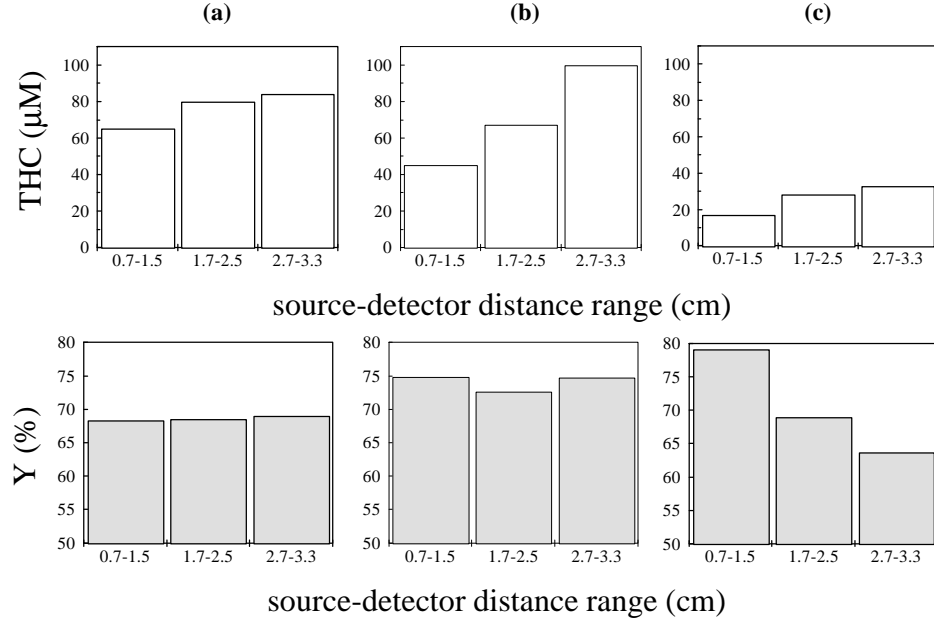 (a) (b) (c)
THC (μM)
100 100 100
80 80 80
60 60 60
40 40 40
20 20 20
0 0 0
0.7-1.5 1.7-2.5 2.7-3.3 0.7-1.5 1.7-2.5 2.7-3.3 0.7-1.5 1.7-2.5 2.7-3.3
source-detector distance range (cm)
Y (%)
80 80 80
75 75 75
70 70 70
65 65 65
60 60 60
55 55 55
50 50 50
0.7-1.5 1.7-2.5 2.7-3.3 0.7-1.5 1.7-2.5 2.7-3.3 0.7-1.5 1.7-2.5 2.7-3.3
source-detector distance range (cm)